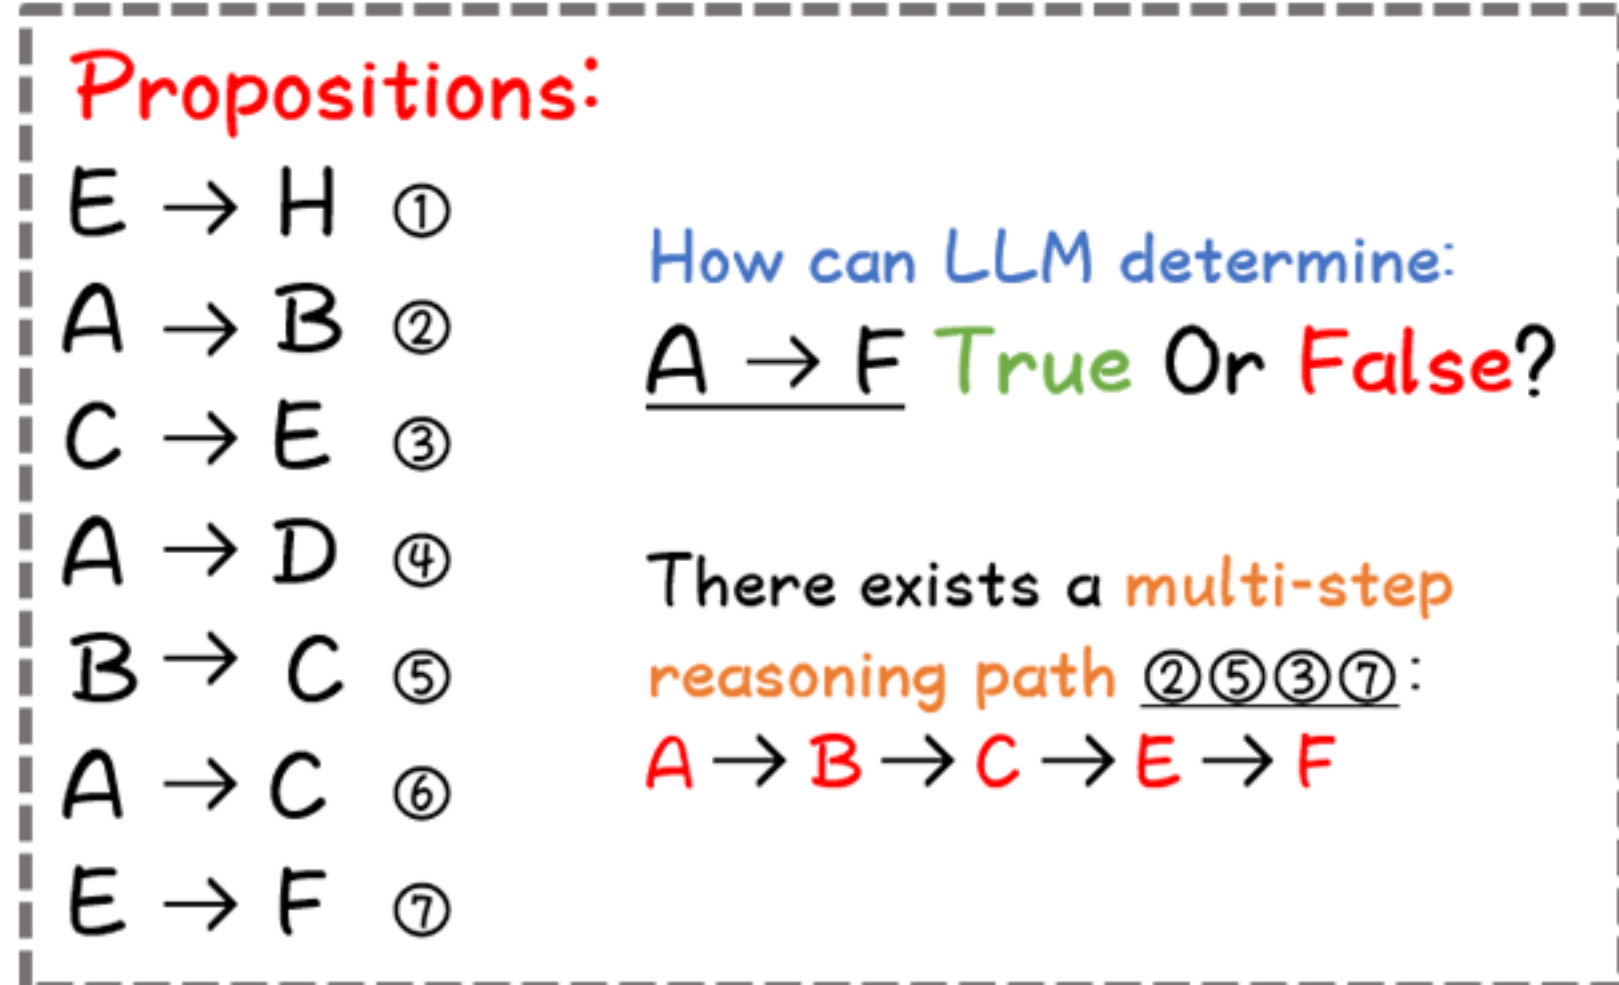 Propositions:
E → H ①
A → B ②
C → E ③
A → D ④
B → C ⑤
A → C ⑥
E → F ⑦
How can LLM determine:
A → F True Or False?
There exists a multi-step
reasoning path ②⑤③⑦:
A → B → C → E → F